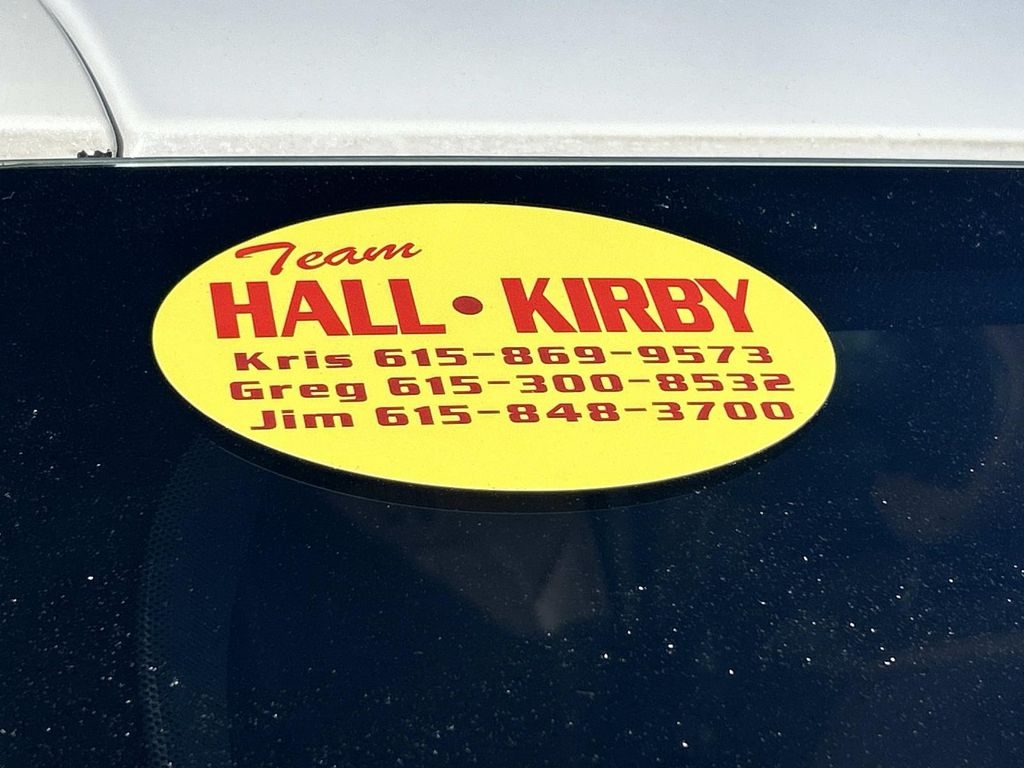 Team
HALL • KIRBY
Kris 615-869-9573
Greg 615-300-8532
Jim 615-848-3700